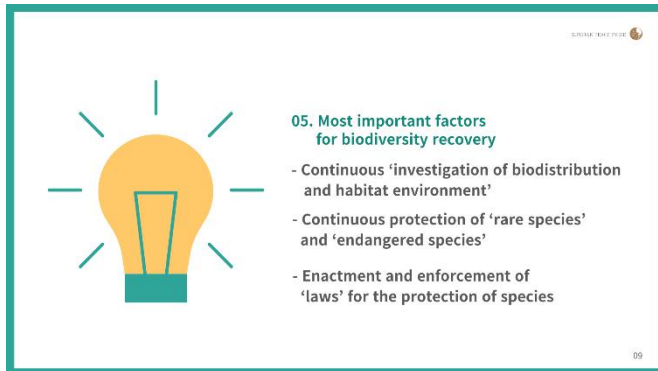 05. Most important factors
for biodiversity recovery
- Continuous ‘investigation of biodistribution
and habitat environment’
- Continuous protection of ‘rare species’
and ‘endangered species’
- Enactment and enforcement of
‘laws’ for the protection of species
09